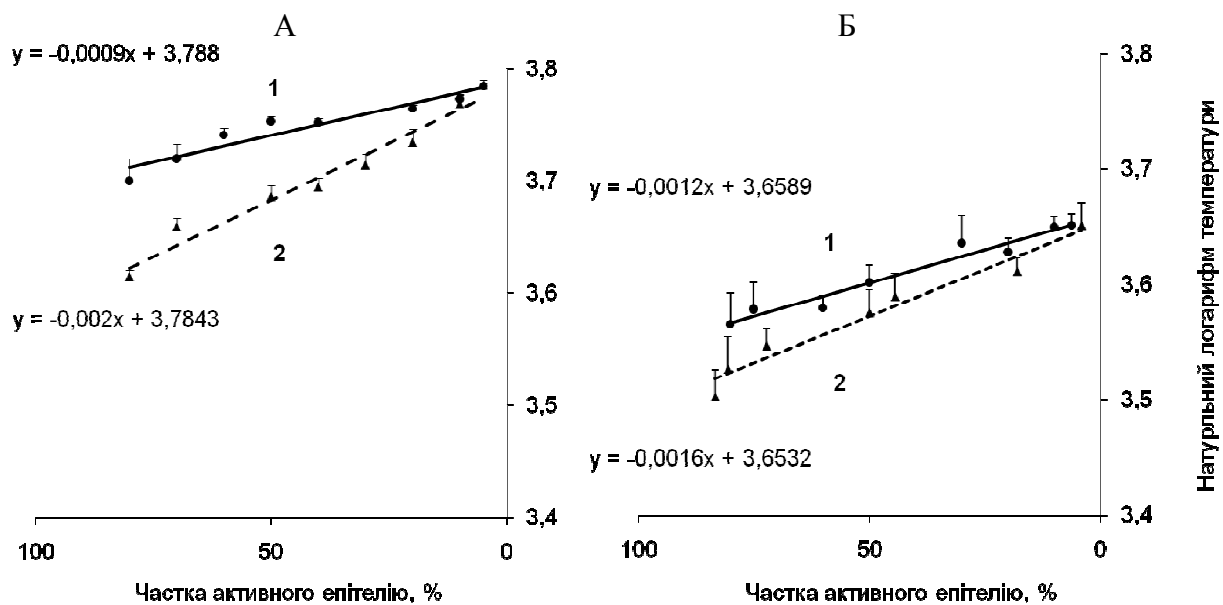 А
y = -0,0009x + 3,788
1
2
y = -0,002x + 3,7843
3,8
3,7
3,6
3,5
3,4
100
50
0
Частка активного епітелію, %
Б
y = -0,0012x + 3,6589
1
2
y = -0,0016x + 3,6532
3,8
3,7
3,6
3,5
3,4
100
50
0
Частка активного епітелію, %
Натурльний логарифм температури